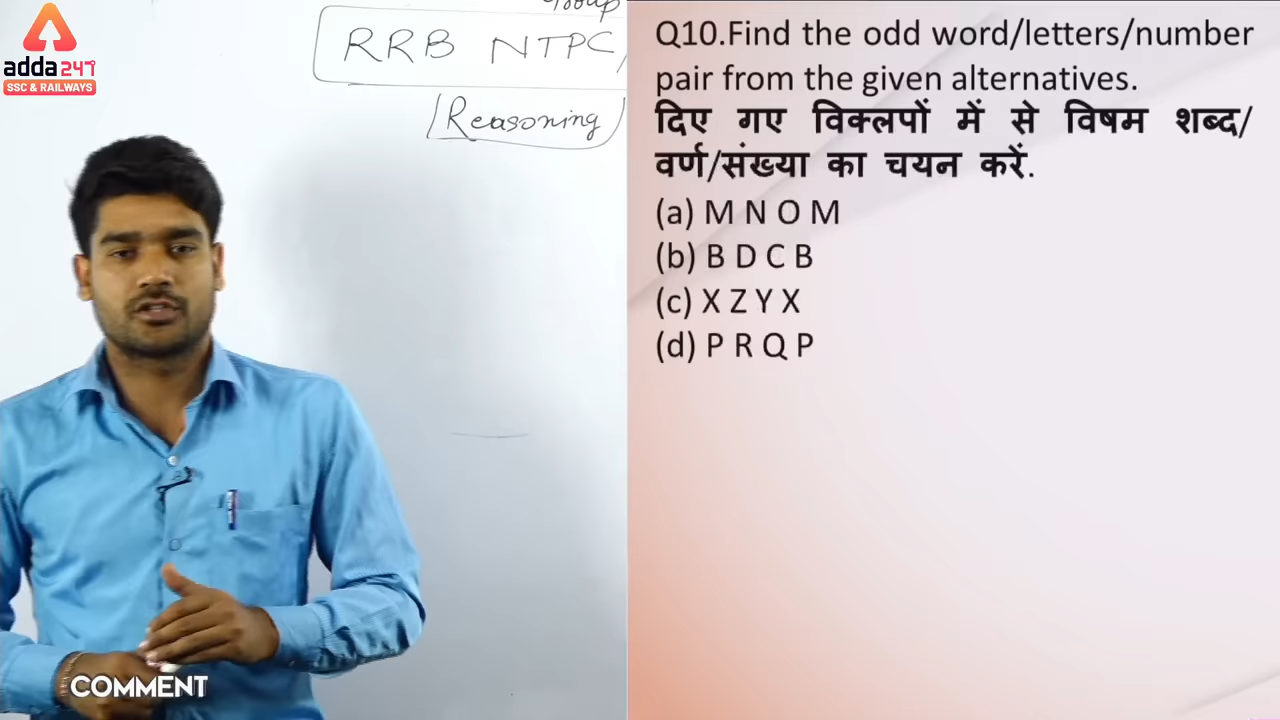 adda247
SSC & RAILWAYS
RRB NTPC/
Reasoning
COMMENT
Q10.Find the odd word/letters/number
pair from the given alternatives.
दिए गए विक्लपों में से विषम शब्द/
वर्ण/संख्या का चयन करें.
(a) M N O M
(b) B D C B
(c) X Z Y X
(d) P R Q P